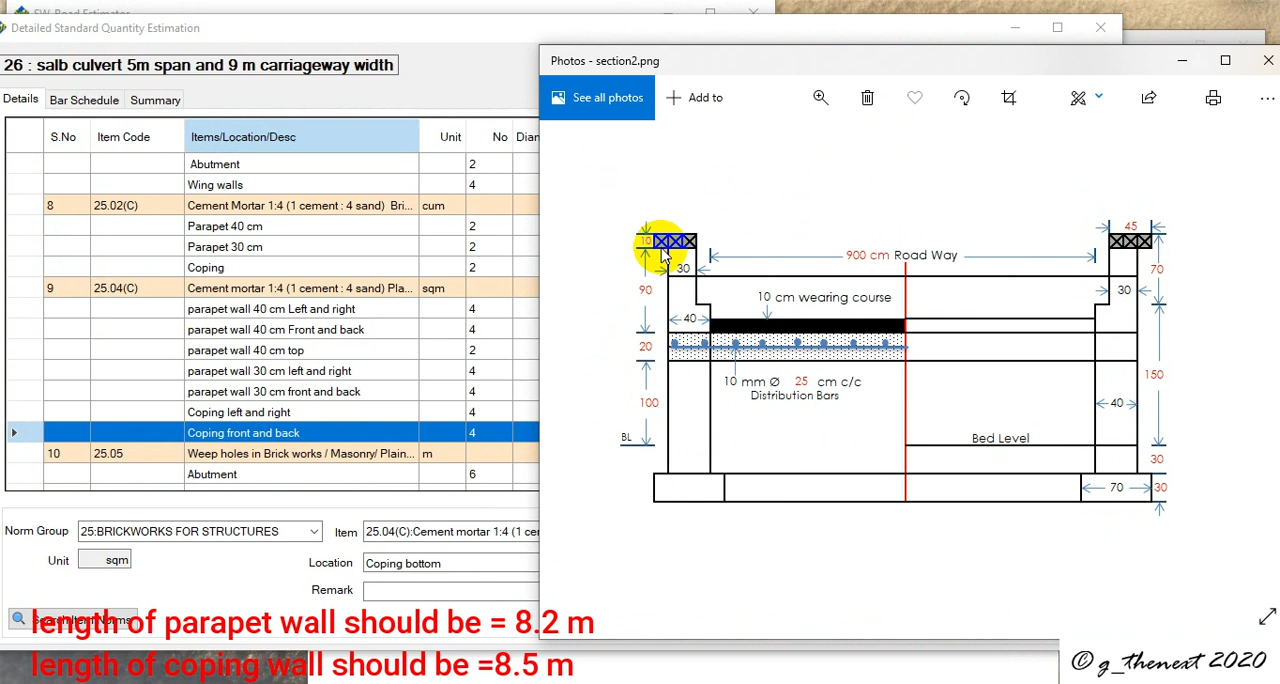 SW Road Estimator
Detailed Standard Quantity Estimation
26 : salb culvert 5m span and 9 m carriageway width
Details Bar Schedule Summary
S.No Item Code Items/Location/Desc Unit No Dian
Abutment 2
Wing walls 4
8 25.02(C) Cement Mortar 1:4 (1 cement : 4 sand) Bri... cum
Parapet 40 cm 2
Parapet 30 cm 2
Coping 2
9 25.04(C) Cement mortar 1:4 (1 cement : 4 sand) Pla... sqm
parapet wall 40 cm Left and right 4
parapet wall 40 cm Front and back 4
parapet wall 40 cm top 2
parapet wall 30 cm left and right 4
parapet wall 30 cm front and back 4
Coping left and right 4
Coping front and back 4
10 25.05 Weep holes in Brick works / Masonry/ Plain... m
Abutment 6
Norm Group 25:BRICKWORKS FOR STRUCTURES Item 25.04(C):Cement mortar 1:4 (1 cen
Unit sqm Location Coping bottom
Remark
Search Item Norms
length of parapet wall should be = 8.2 m
length of coping wall should be =8.5 m
Photos - section2.png
See all photos Add to
45
10
900 cm Road Way
30 70
90 10 cm wearing course 30
40
20
10 mm Ø 25 cm c/c
Distribution Bars
150
100 40
BL Bed Level
30
70 30
© g_thenext 2020